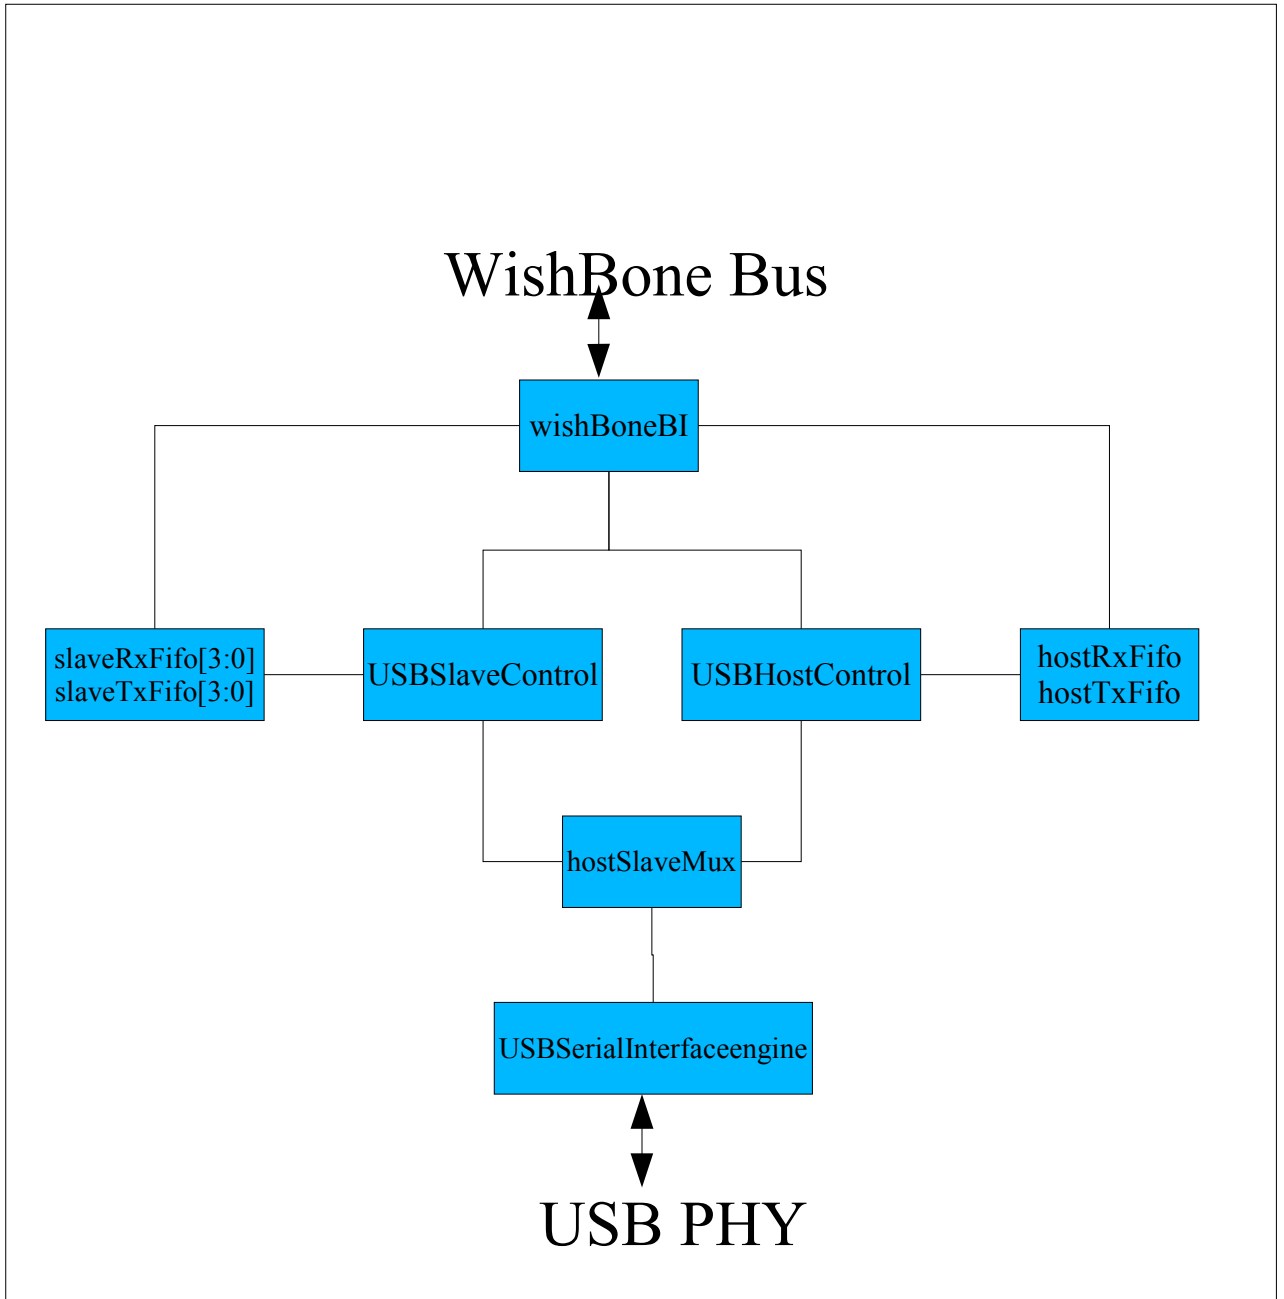 WishBone Bus
wishBoneBI
slaveRxFifo[3:0]
slaveTxFifo[3:0]
USBSlaveControl
USBHostControl
hostRxFifo
hostTxFifo
hostSlaveMux
USBSerialInterfaceengine
USB PHY